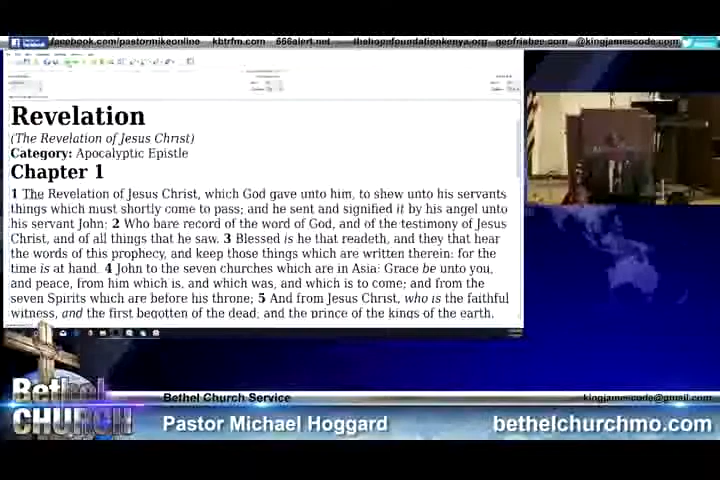 facebook.com/pastormikeonline kbtrfm.com 666alert.net thehopefoundationkenya.org geofrisbee.com @kingjamescode
Revelation
(The Revelation of Jesus Christ)
Category: Apocalyptic Epistle
Chapter 1
1 The Revelation of Jesus Christ, which God gave unto him, to shew unto his servants
things which must shortly come to pass; and he sent and signified it by his angel unto
his servant John: 2 Who bare record of the word of God, and of the testimony of Jesus
Christ, and of all things that he saw. 3 Blessed is he that readeth, and they that hear
the words of this prophecy, and keep those things which are written therein: for the
time is at hand. 4 John to the seven churches which are in Asia: Grace be unto you,
and peace, from him which is, and which was, and which is to come; and from the
seven Spirits which are before his throne; 5 And from Jesus Christ, who is the faithful
witness, and the first begotten of the dead, and the prince of the kings of the earth.
Bethel
CHURCH
Bethel Church Service
kingjamescode@gmail.com
Pastor Michael Hoggard
bethelchurchmo.com